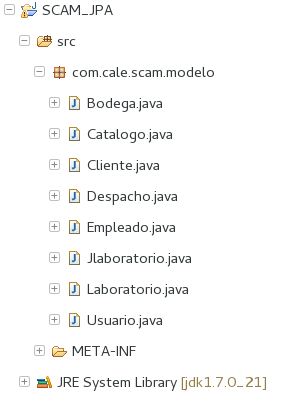 SCAM_JPA
src
com.cale.scam.modelo
Bodega.java
Catalogo.java
Cliente.java
Despacho.java
Empleado.java
Jlaboratorio.java
Laboratorio.java
Usuario.java
META-INF
JRE System Library [jdk1.7.0_21]